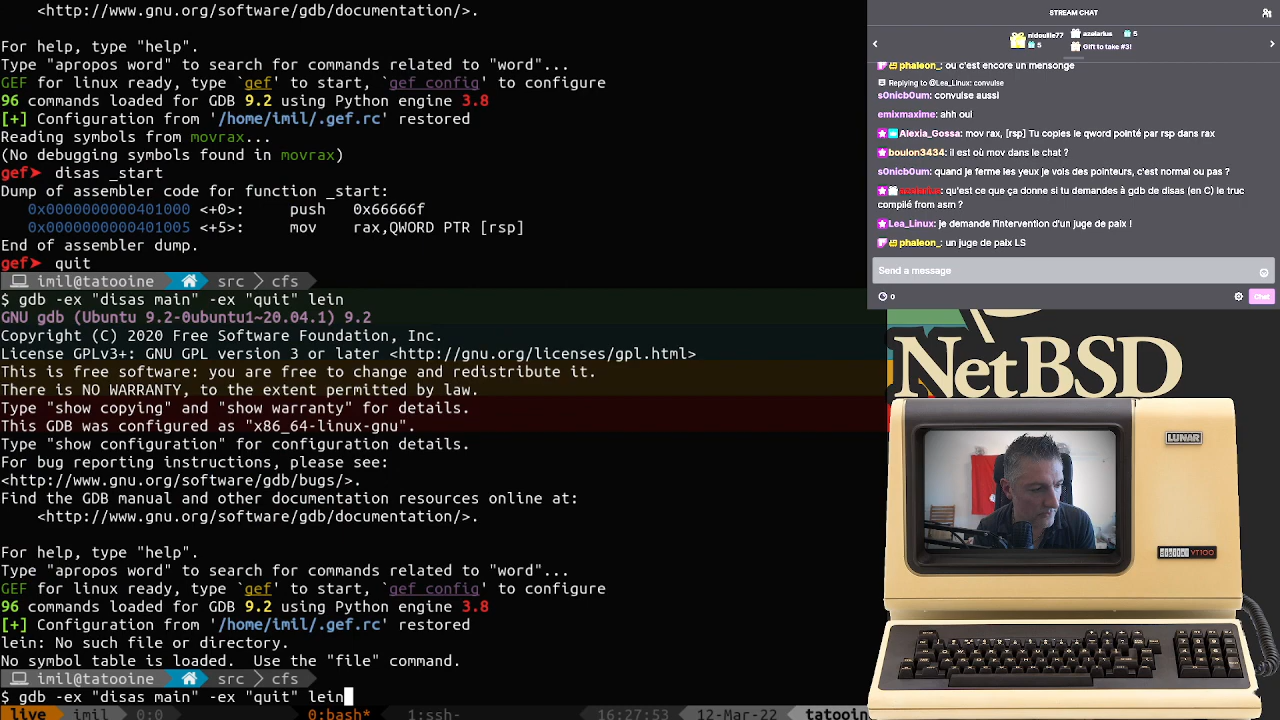 <http://www.gnu.org/software/gdb/documentation/>.
For help, type "help".
Type "apropos word" to search for commands related to "word"...
GEF for linux ready, type `gef' to start, `gef config' to configure
96 commands loaded for GDB 9.2 using Python engine 3.8
[+] Configuration from '/home/imil/.gef.rc' restored
Reading symbols from movrax...
(No debugging symbols found in movrax)
gef➤  disas _start
Dump of assembler code for function _start:
0x0000000000401000 <+0>:     push   0x66666f
0x0000000000401005 <+5>:     mov    rax,QWORD PTR [rsp]
End of assembler dump.
gef➤  quit
imil@tatooine src cfs
$ gdb -ex "disas main" -ex "quit" lein
GNU gdb (Ubuntu 9.2-0ubuntu1~20.04.1) 9.2
Copyright (C) 2020 Free Software Foundation, Inc.
License GPLv3+: GNU GPL version 3 or later <http://gnu.org/licenses/gpl.html>
This is free software: you are free to change and redistribute it.
There is NO WARRANTY, to the extent permitted by law.
Type "show copying" and "show warranty" for details.
This GDB was configured as "x86_64-linux-gnu".
Type "show configuration" for configuration details.
For bug reporting instructions, please see:
<http://www.gnu.org/software/gdb/bugs/>.
Find the GDB manual and other documentation resources online at:
<http://www.gnu.org/software/gdb/documentation/>.
For help, type "help".
Type "apropos word" to search for commands related to "word"...
GEF for linux ready, type `gef' to start, `gef config' to configure
96 commands loaded for GDB 9.2 using Python engine 3.8
[+] Configuration from '/home/imil/.gef.rc' restored
lein: No such file or directory.
No symbol table is loaded.  Use the "file" command.
imil@tatooine src cfs
$ gdb -ex "disas main" -ex "quit" lein
live imil 0:0 0:bash* 1:ssh- 16:27:53 12-Mar-22 tatooin
STREAM CHAT
nidouille77 5
azelarius 5
Gift to take #3!
phaleon_: ou c'est encore un mensonge
Replying to @Lea_Linux: convulse
s0nicb0um: convulse aussi
emixmaxime: ahh oui
Alexia_Gossa: mov rax, [rsp] Tu copies le qword pointé par rsp dans rax
boulon3434: il est où mov dans le chat ?
s0nicb0um: quand je ferme les yeux je vois des pointeurs, c'est normal ou pas ?
azelarius: qu'est ce que ça donne si tu demandes à gdb de disas (en C) le truc
compilé from asm ?
Lea_Linux: je demande l'intervention d'un juge de paix !
phaleon_: un juge de paix LS
Send a message
0
Chat
NetBSD
LUNAR
digital YT100